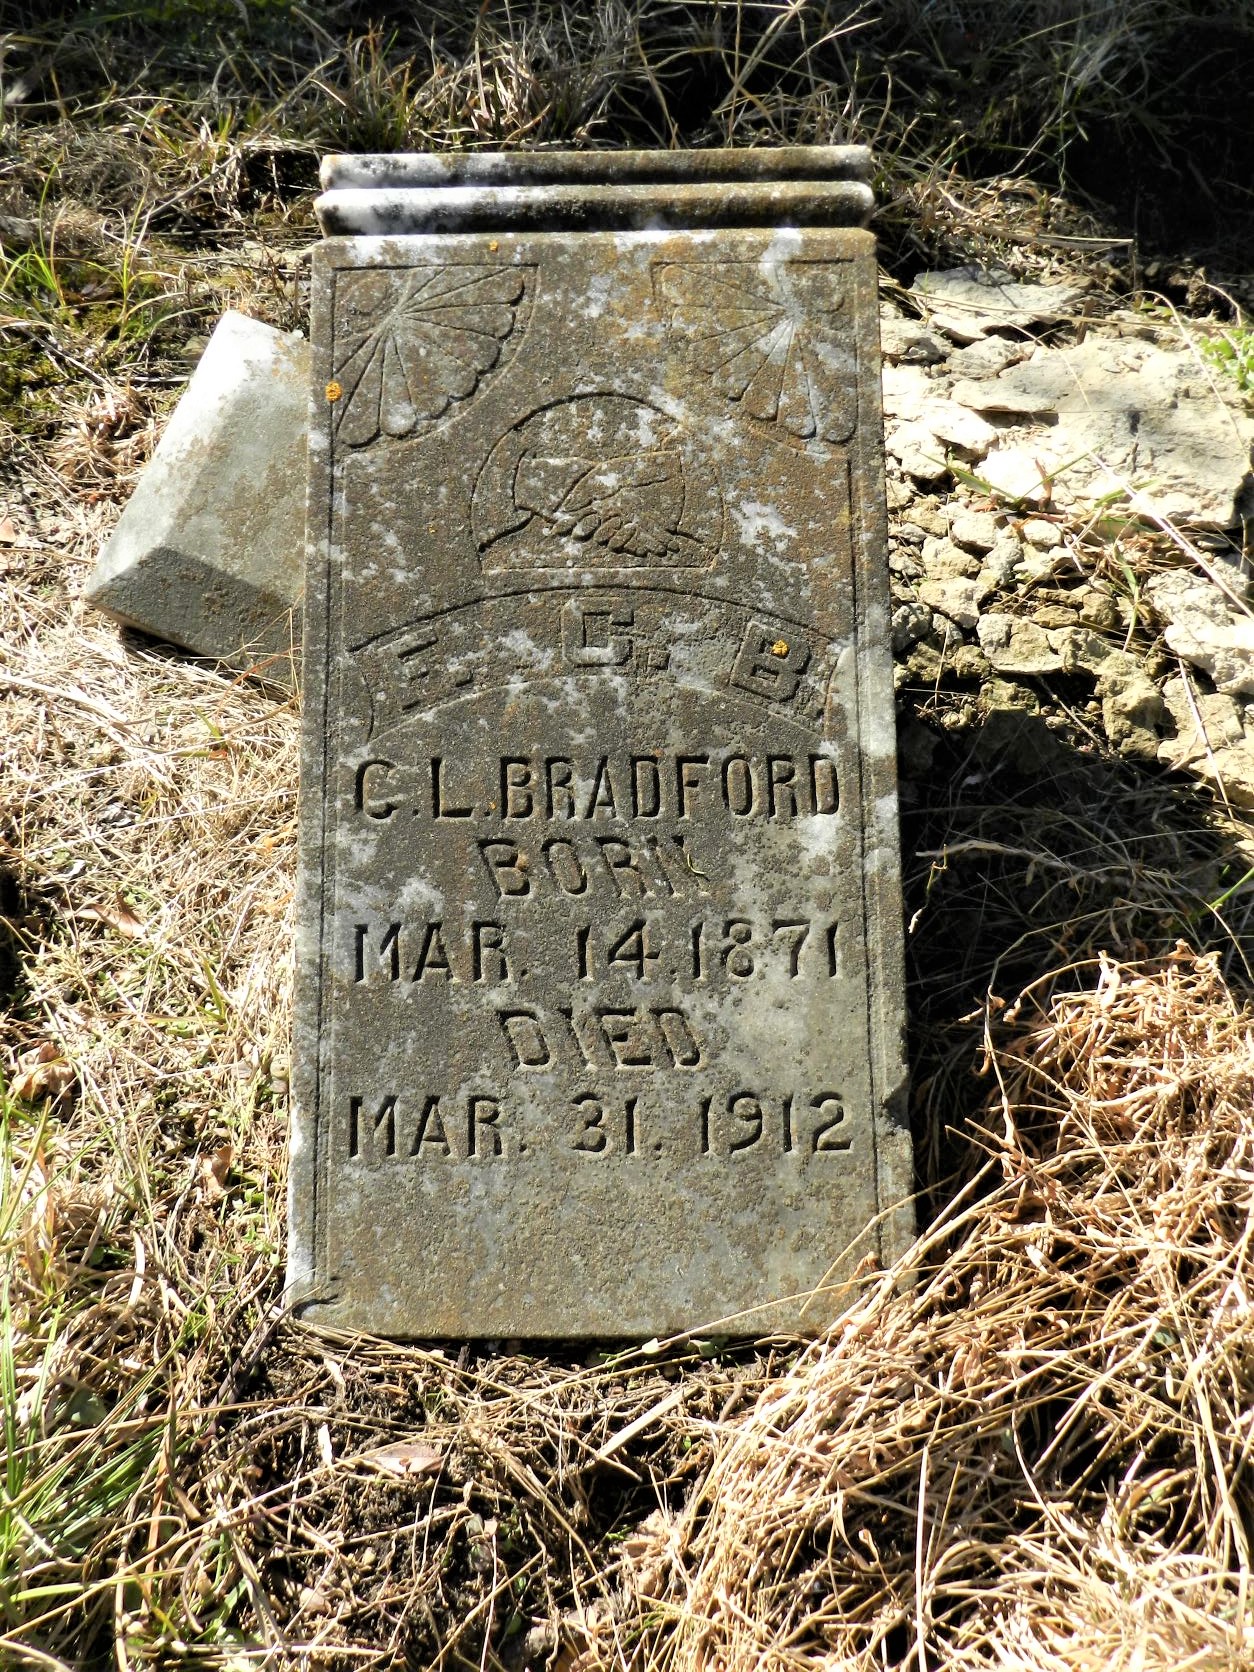 E. G. B.
C. L. BRADFORD
BORN
MAR. 14. 1871
DIED
MAR. 31. 1912